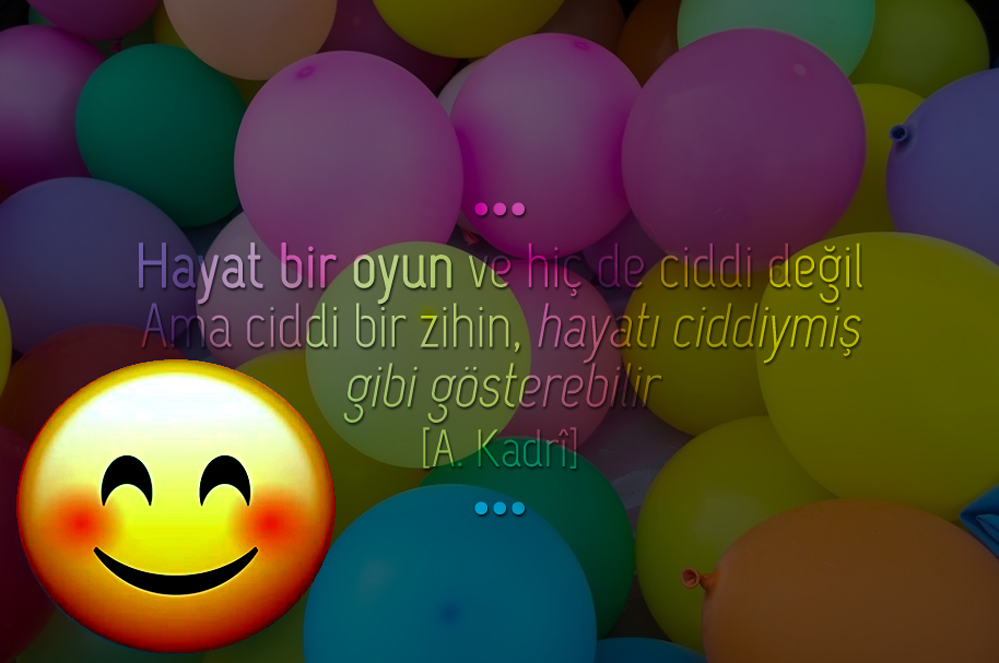 Hayat bir oyun ve hiç de ciddi değil
Ama ciddi bir zihin, hayatı ciddiymiş
gibi gösterebilir
[A. Kadrî]